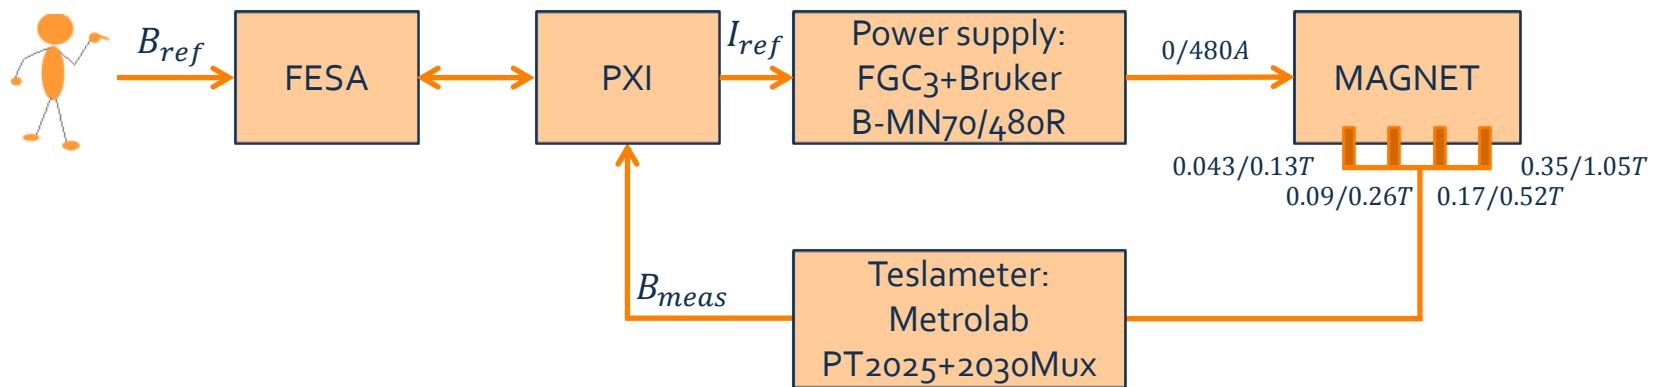 B_ref
FESA
PXI
I_ref
Power supply:
FGC3+Bruker
B-MN70/480R
0/480A
MAGNET
0.043/0.13T
0.35/1.05T
0.09/0.26T
0.17/0.52T
B_meas
Teslameter:
Metrolab
PT2025+2030Mux